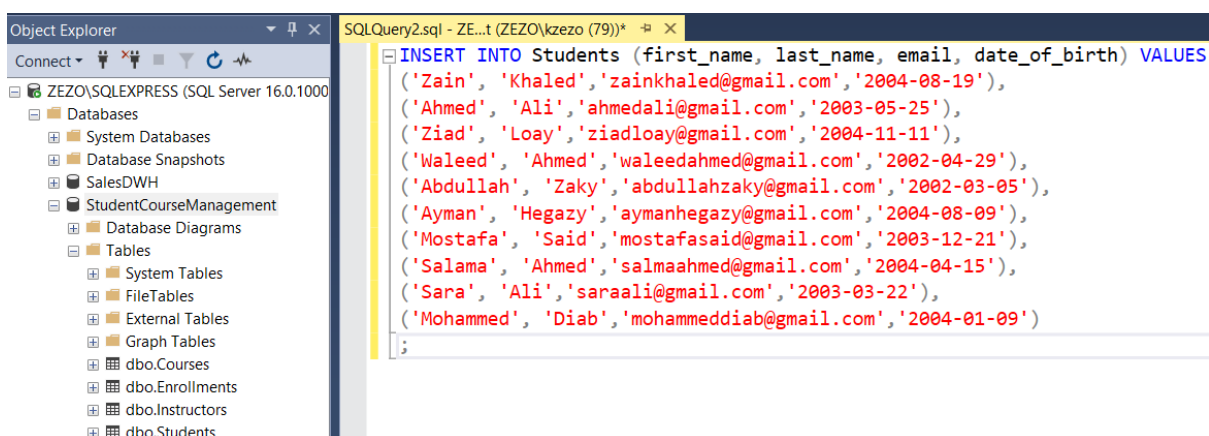 Object Explorer
Connect
ZEZO\SQLEXPRESS (SQL Server 16.0.1000
Databases
System Databases
Database Snapshots
SalesDWH
StudentCourseManagement
Database Diagrams
Tables
System Tables
FileTables
External Tables
Graph Tables
dbo.Courses
dbo.Enrollments
dbo.Instructors
dbo.Students
SQLQuery2.sql - ZE...t (ZEZO\kzezo (79))*
INSERT INTO Students (first_name, last_name, email, date_of_birth) VALUES
('Zain', 'Khaled','zainkhaled@gmail.com','2004-08-19'),
('Ahmed', 'Ali','ahmedali@gmail.com','2003-05-25'),
('Ziad', 'Loay','ziadloay@gmail.com','2004-11-11'),
('Waleed', 'Ahmed','waleedahmed@gmail.com','2002-04-29'),
('Abdullah', 'Zaky','abdullahzaky@gmail.com','2002-03-05'),
('Ayman', 'Hegazy','aymanhegazy@gmail.com','2004-08-09'),
('Mostafa', 'Said','mostafasaid@gmail.com','2003-12-21'),
('Salama', 'Ahmed','salmaahmed@gmail.com','2004-04-15'),
('Sara', 'Ali','saraali@gmail.com','2003-03-22'),
('Mohammed', 'Diab','mohammeddiab@gmail.com','2004-01-09')
;